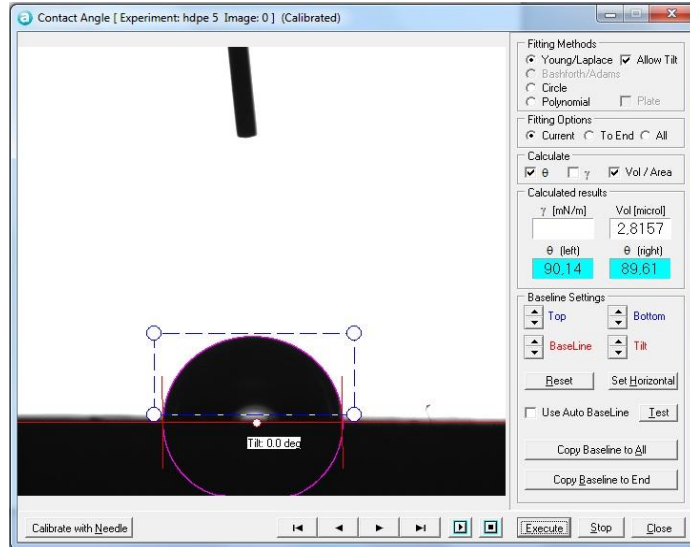 a Contact Angle [ Experiment: hdpe 5 Image: 0 ] (Calibrated)
Fitting Methods
Young/Laplace Allow Tilt
Bashforth/Adams
Circle
Polynomial Plate
Fitting Options
Current To End All
Calculate
θ γ Vol / Area
Calculated results
γ [mN/m] Vol [microl]
2,8157
θ (left) θ (right)
90,14 89,61
Baseline Settings
Top Bottom
BaseLine Tilt
Reset Set Horizontal
Use Auto BaseLine Test
Copy Baseline to All
Copy Baseline to End
Tilt: 0.0 deg
Calibrate with Needle Execute Stop Close